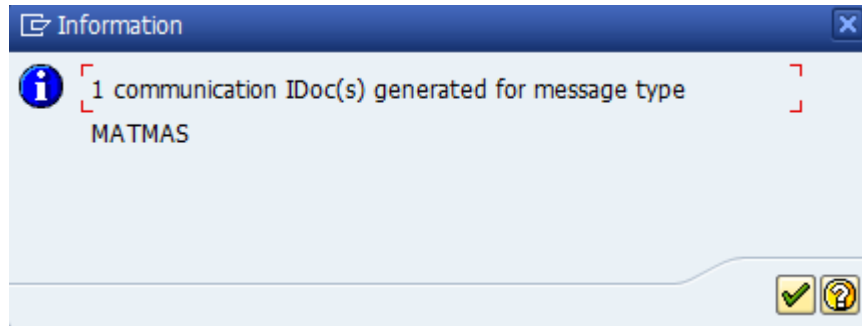 Information
1 communication IDoc(s) generated for message type
MATMAS